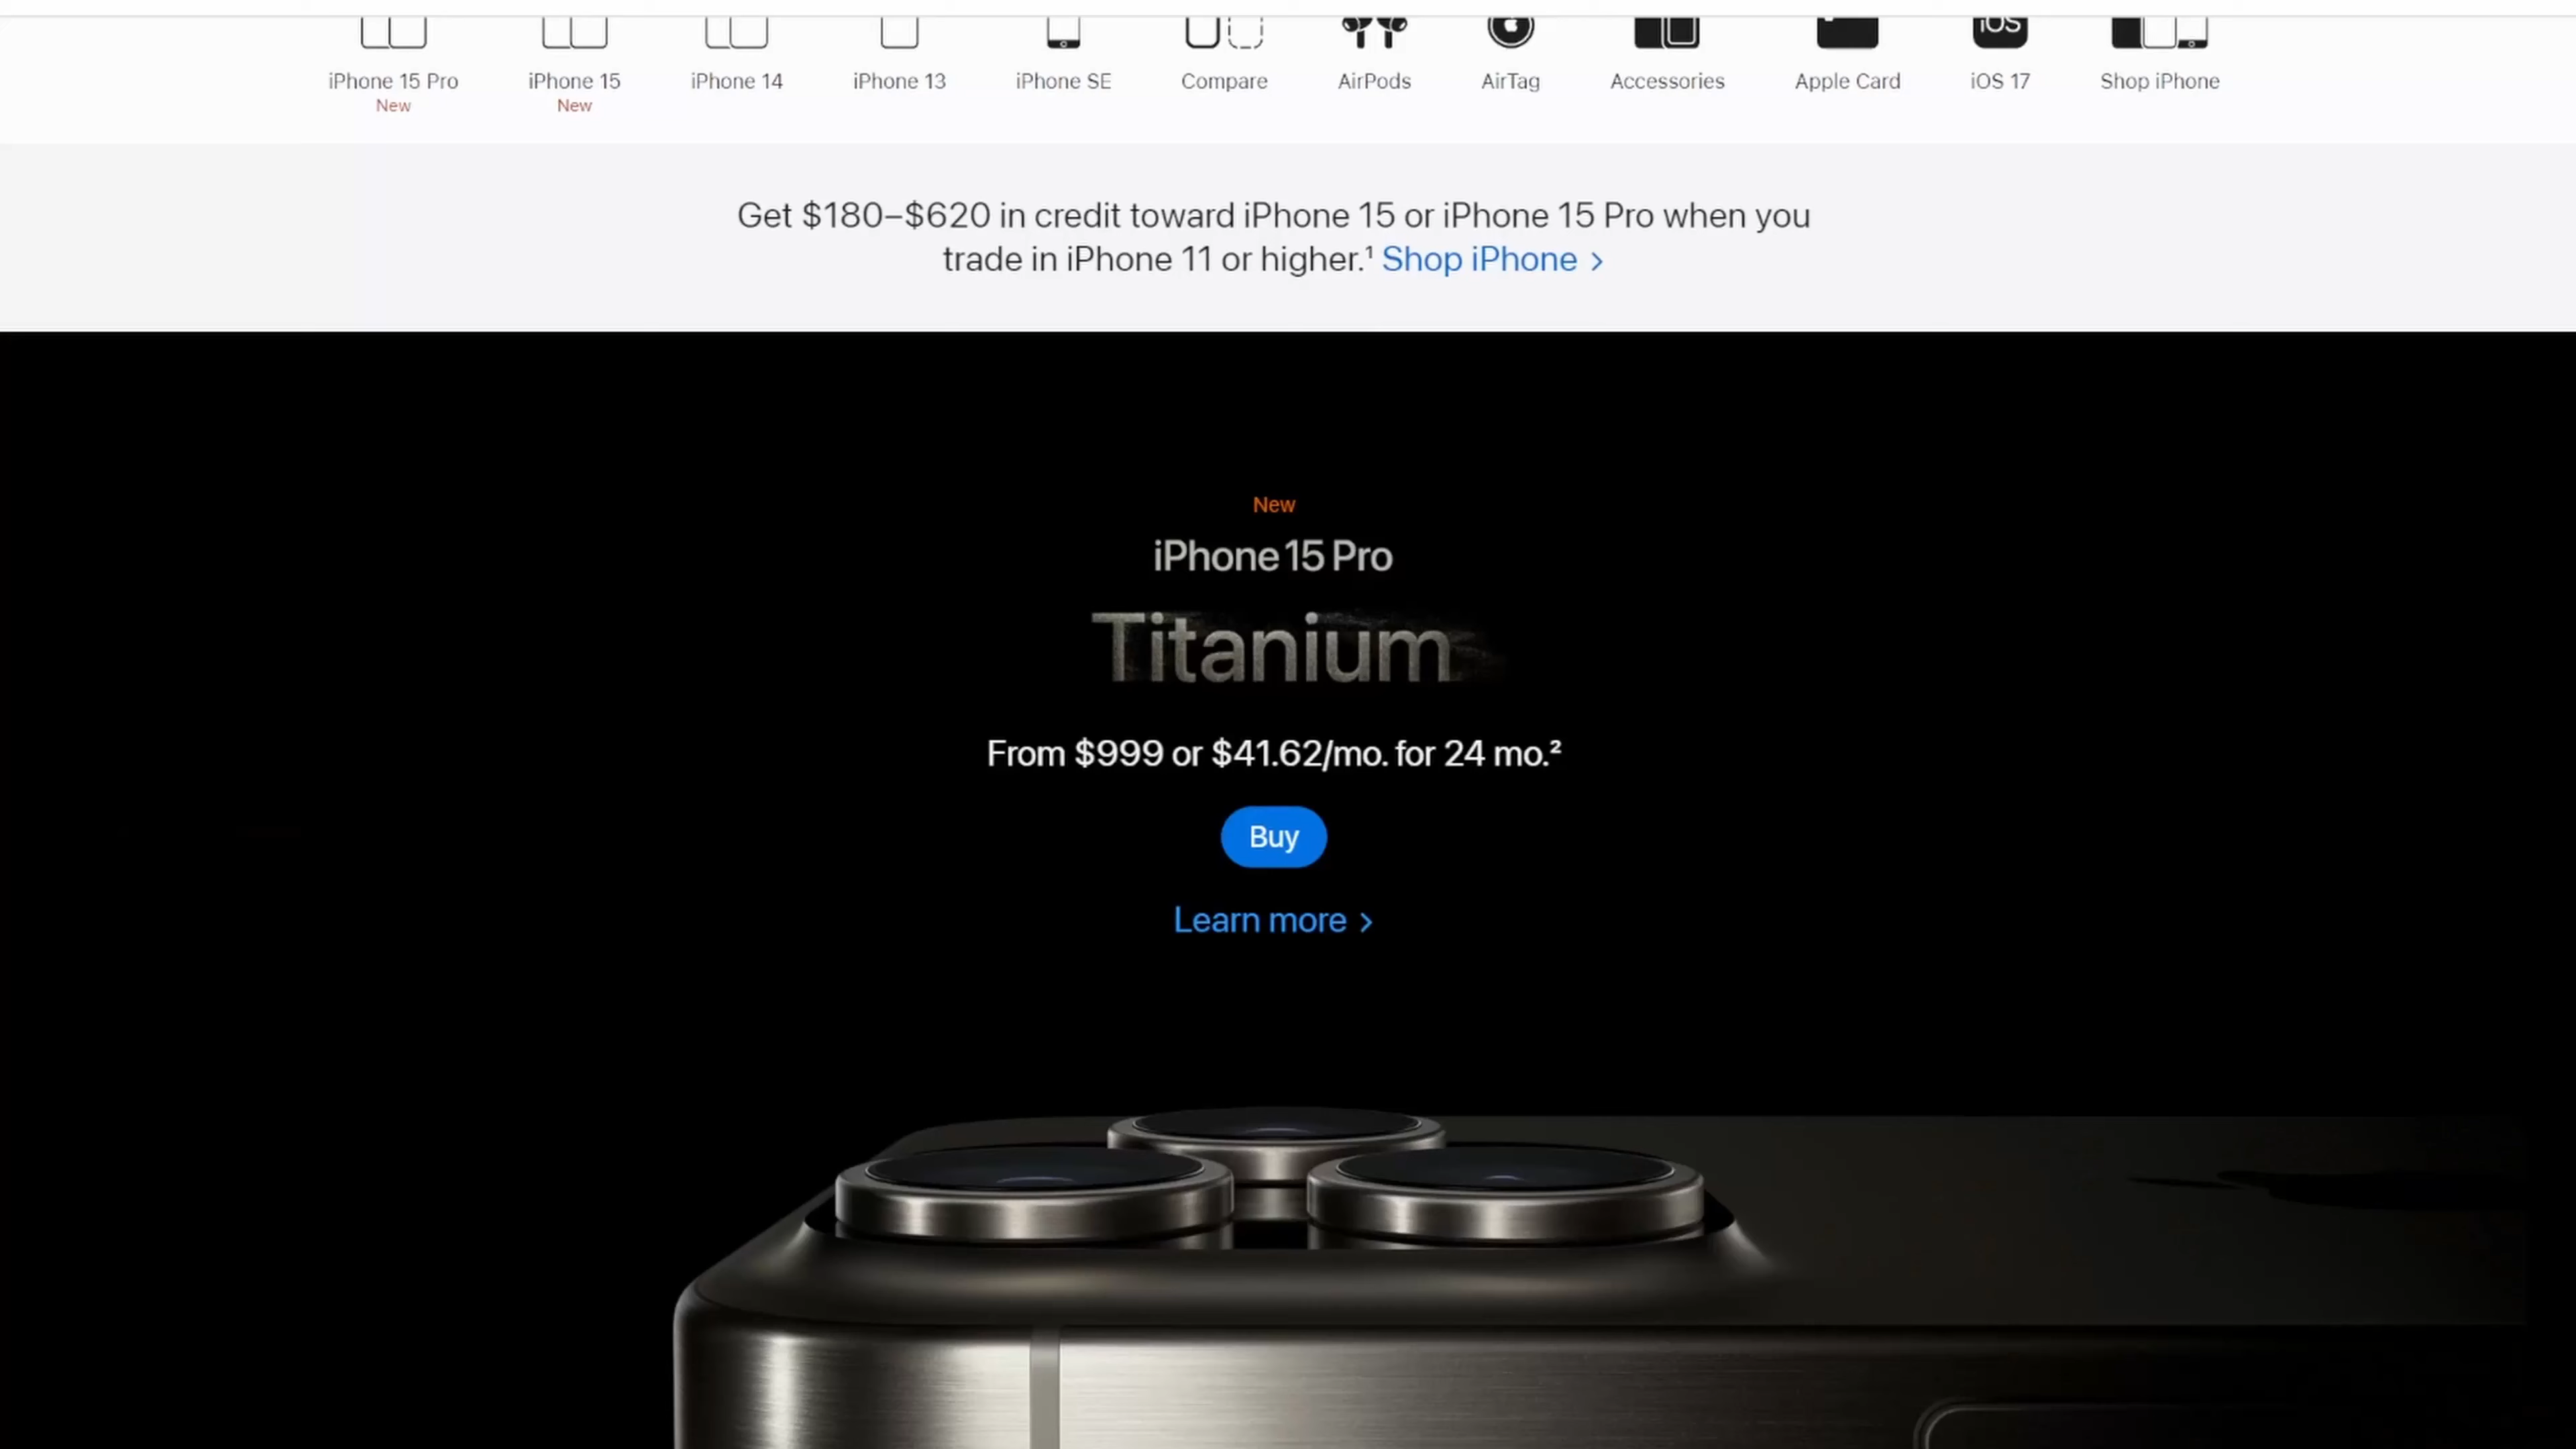 iPhone 15 Pro
New
iPhone 15
New
iPhone 14
iPhone 13
iPhone SE
Compare
AirPods
AirTag
Accessories
iOS
Apple Card
iOS 17
Shop iPhone
Get $180–$620 in credit toward iPhone 15 or iPhone 15 Pro when you
trade in iPhone 11 or higher.¹ Shop iPhone >
New
iPhone 15 Pro
Titanium
From $999 or $41.62/mo. for 24 mo.²
Buy
Learn more >